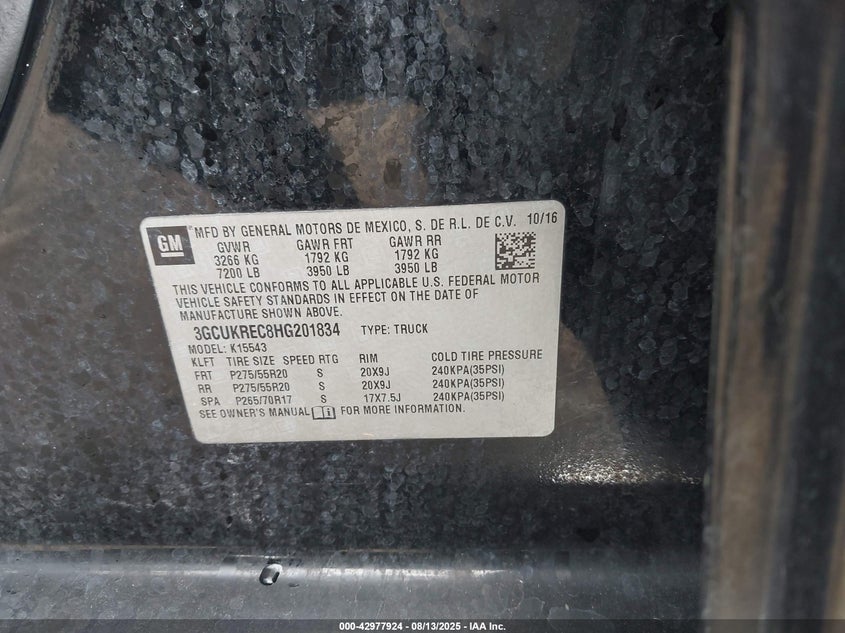 GM
MFD BY GENERAL MOTORS DE MEXICO, S. DE R.L. DE C.V. 10/16
GVWR GAWR FRT GAWR RR
3266 KG 1792 KG 1792 KG
7200 LB 3950 LB 3950 LB
THIS VEHICLE CONFORMS TO ALL APPLICABLE U.S. FEDERAL MOTOR
VEHICLE SAFETY STANDARDS IN EFFECT ON THE DATE OF
MANUFACTURE SHOWN ABOVE.
3GCUKREC8HG201834 TYPE: TRUCK
MODEL: K15543
KLFT TIRE SIZE SPEED RTG RIM COLD TIRE PRESSURE
FRT P275/55R20 S 20X9J 240KPA(35PSI)
RR P275/55R20 S 20X9J 240KPA(35PSI)
SPA P265/70R17 S 17X7.5J 240KPA(35PSI)
SEE OWNER'S MANUAL i FOR MORE INFORMATION.
000-42977924 - 08/13/2025 - IAA Inc.